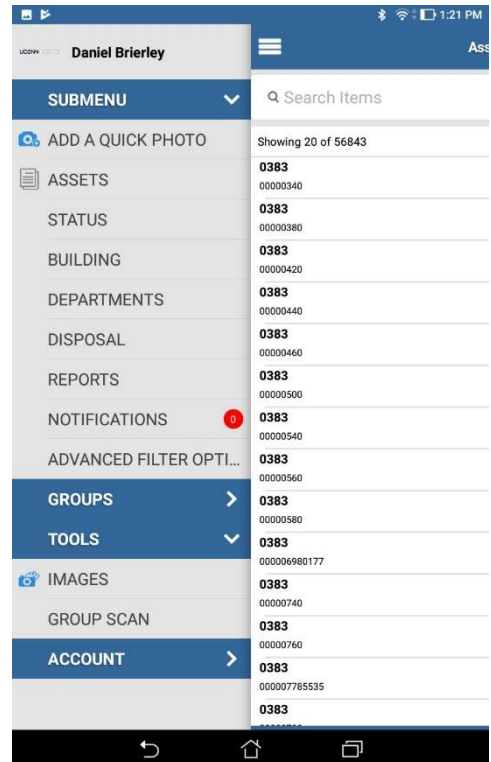 1:21 PM
UCONN
Daniel Brierley
SUBMENU
ADD A QUICK PHOTO
ASSETS
STATUS
BUILDING
DEPARTMENTS
DISPOSAL
REPORTS
NOTIFICATIONS 0
ADVANCED FILTER OPTI...
GROUPS
TOOLS
IMAGES
GROUP SCAN
ACCOUNT
Ass
Search Items
Showing 20 of 56843
0383
00000340
0383
00000380
0383
00000420
0383
00000440
0383
00000460
0383
00000500
0383
00000540
0383
00000560
0383
00000580
0383
000006980177
0383
00000740
0383
00000760
0383
000007785535
0383